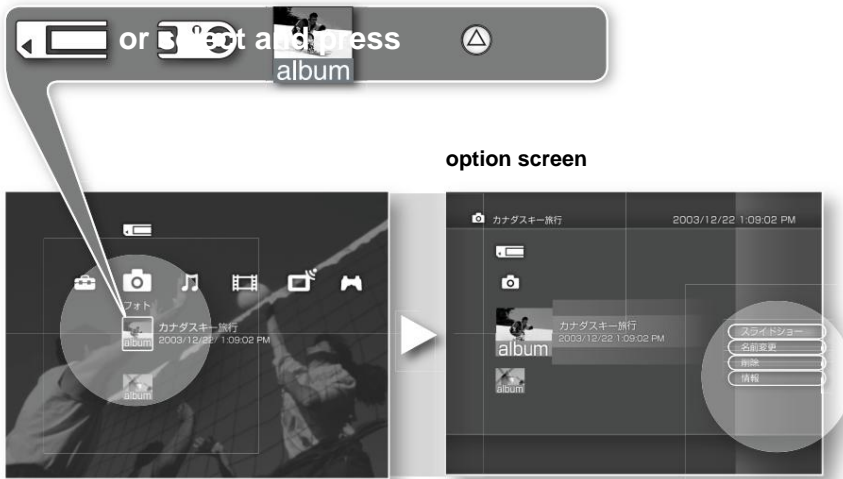 or select and press
album
option screen
フォト
カナダスキー旅行
2003/12/22/ 1:09:02 PM
album
album
カナダスキー旅行
2003/12/22 1:09:02 PM
カナダスキー旅行
2003/12/22 1:09:02 PM
album
album
スライドショー
名前変更
削除
情報